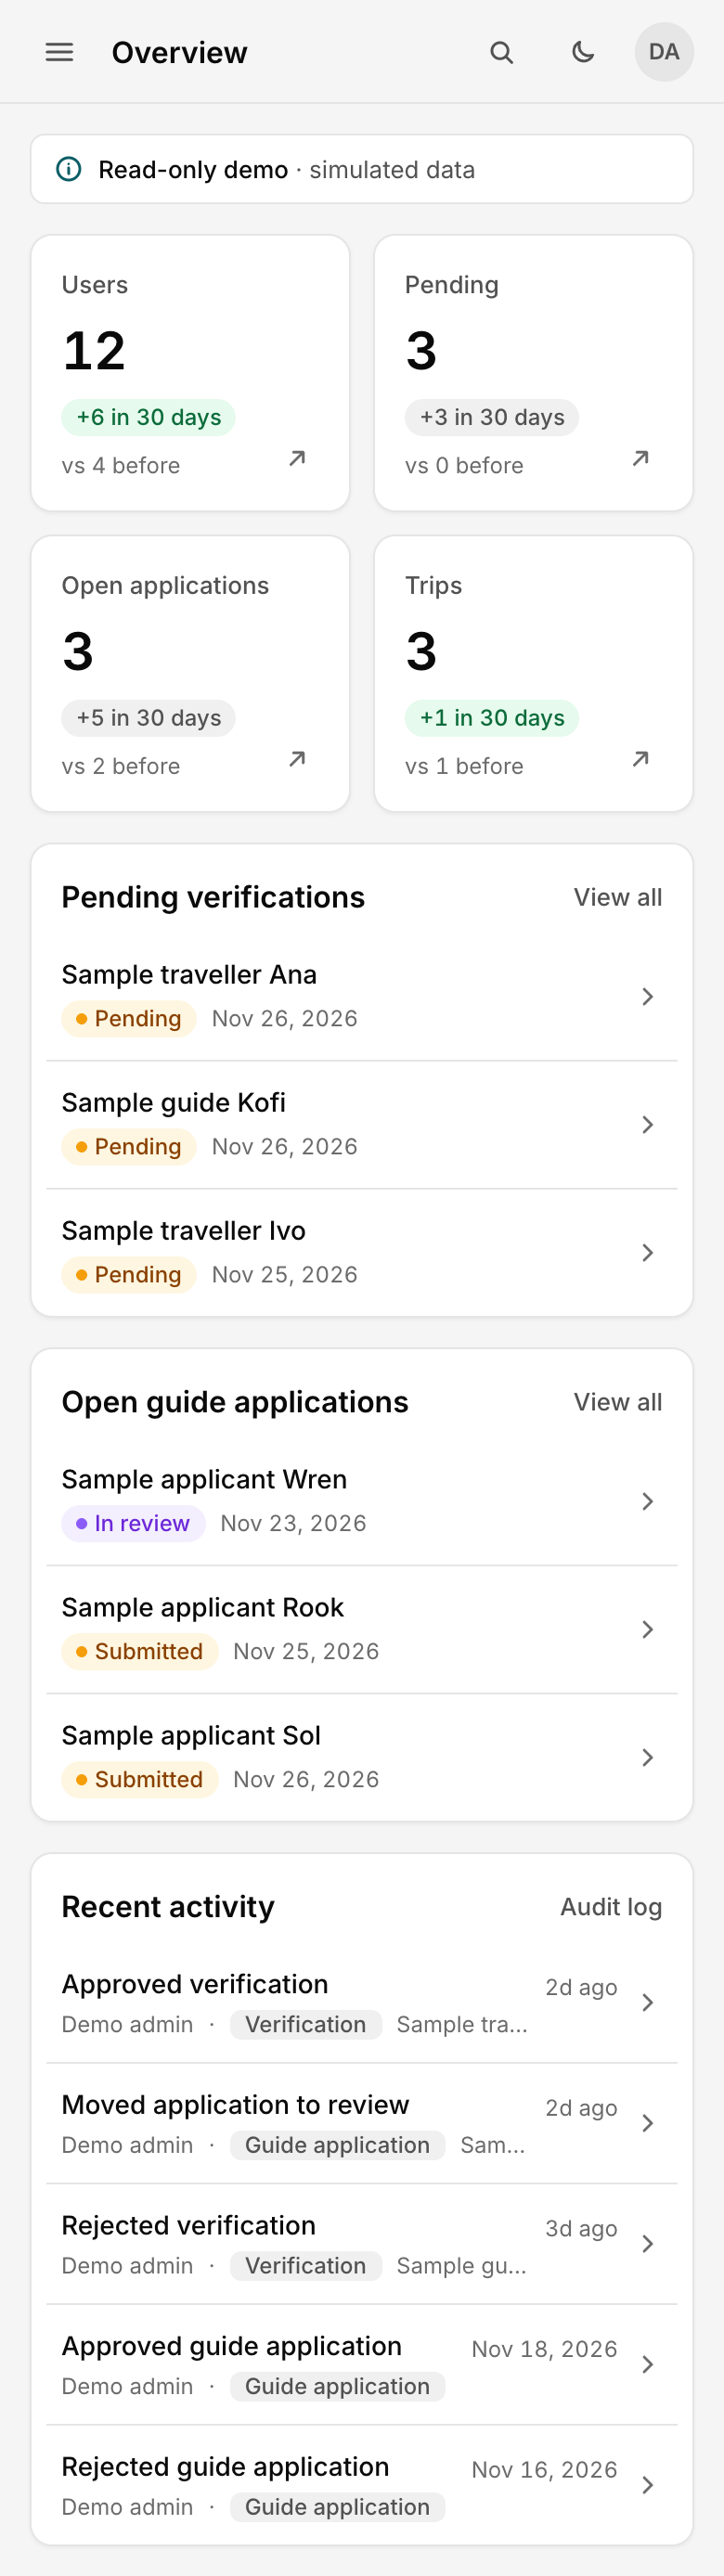 Overview
DA
Read-only demo · simulated data
Users
12
+6 in 30 days
vs 4 before
Pending
3
+3 in 30 days
vs 0 before
Open applications
3
+5 in 30 days
vs 2 before
Trips
3
+1 in 30 days
vs 1 before
Pending verifications
View all
Sample traveller Ana
Pending Nov 26, 2026
Sample guide Kofi
Pending Nov 26, 2026
Sample traveller Ivo
Pending Nov 25, 2026
Open guide applications
View all
Sample applicant Wren
In review Nov 23, 2026
Sample applicant Rook
Submitted Nov 25, 2026
Sample applicant Sol
Submitted Nov 26, 2026
Recent activity
Audit log
Approved verification
2d ago
Demo admin · Verification Sample tra...
Moved application to review
2d ago
Demo admin · Guide application Sam...
Rejected verification
3d ago
Demo admin · Verification Sample gu...
Approved guide application
Nov 18, 2026
Demo admin · Guide application
Rejected guide application
Nov 16, 2026
Demo admin · Guide application